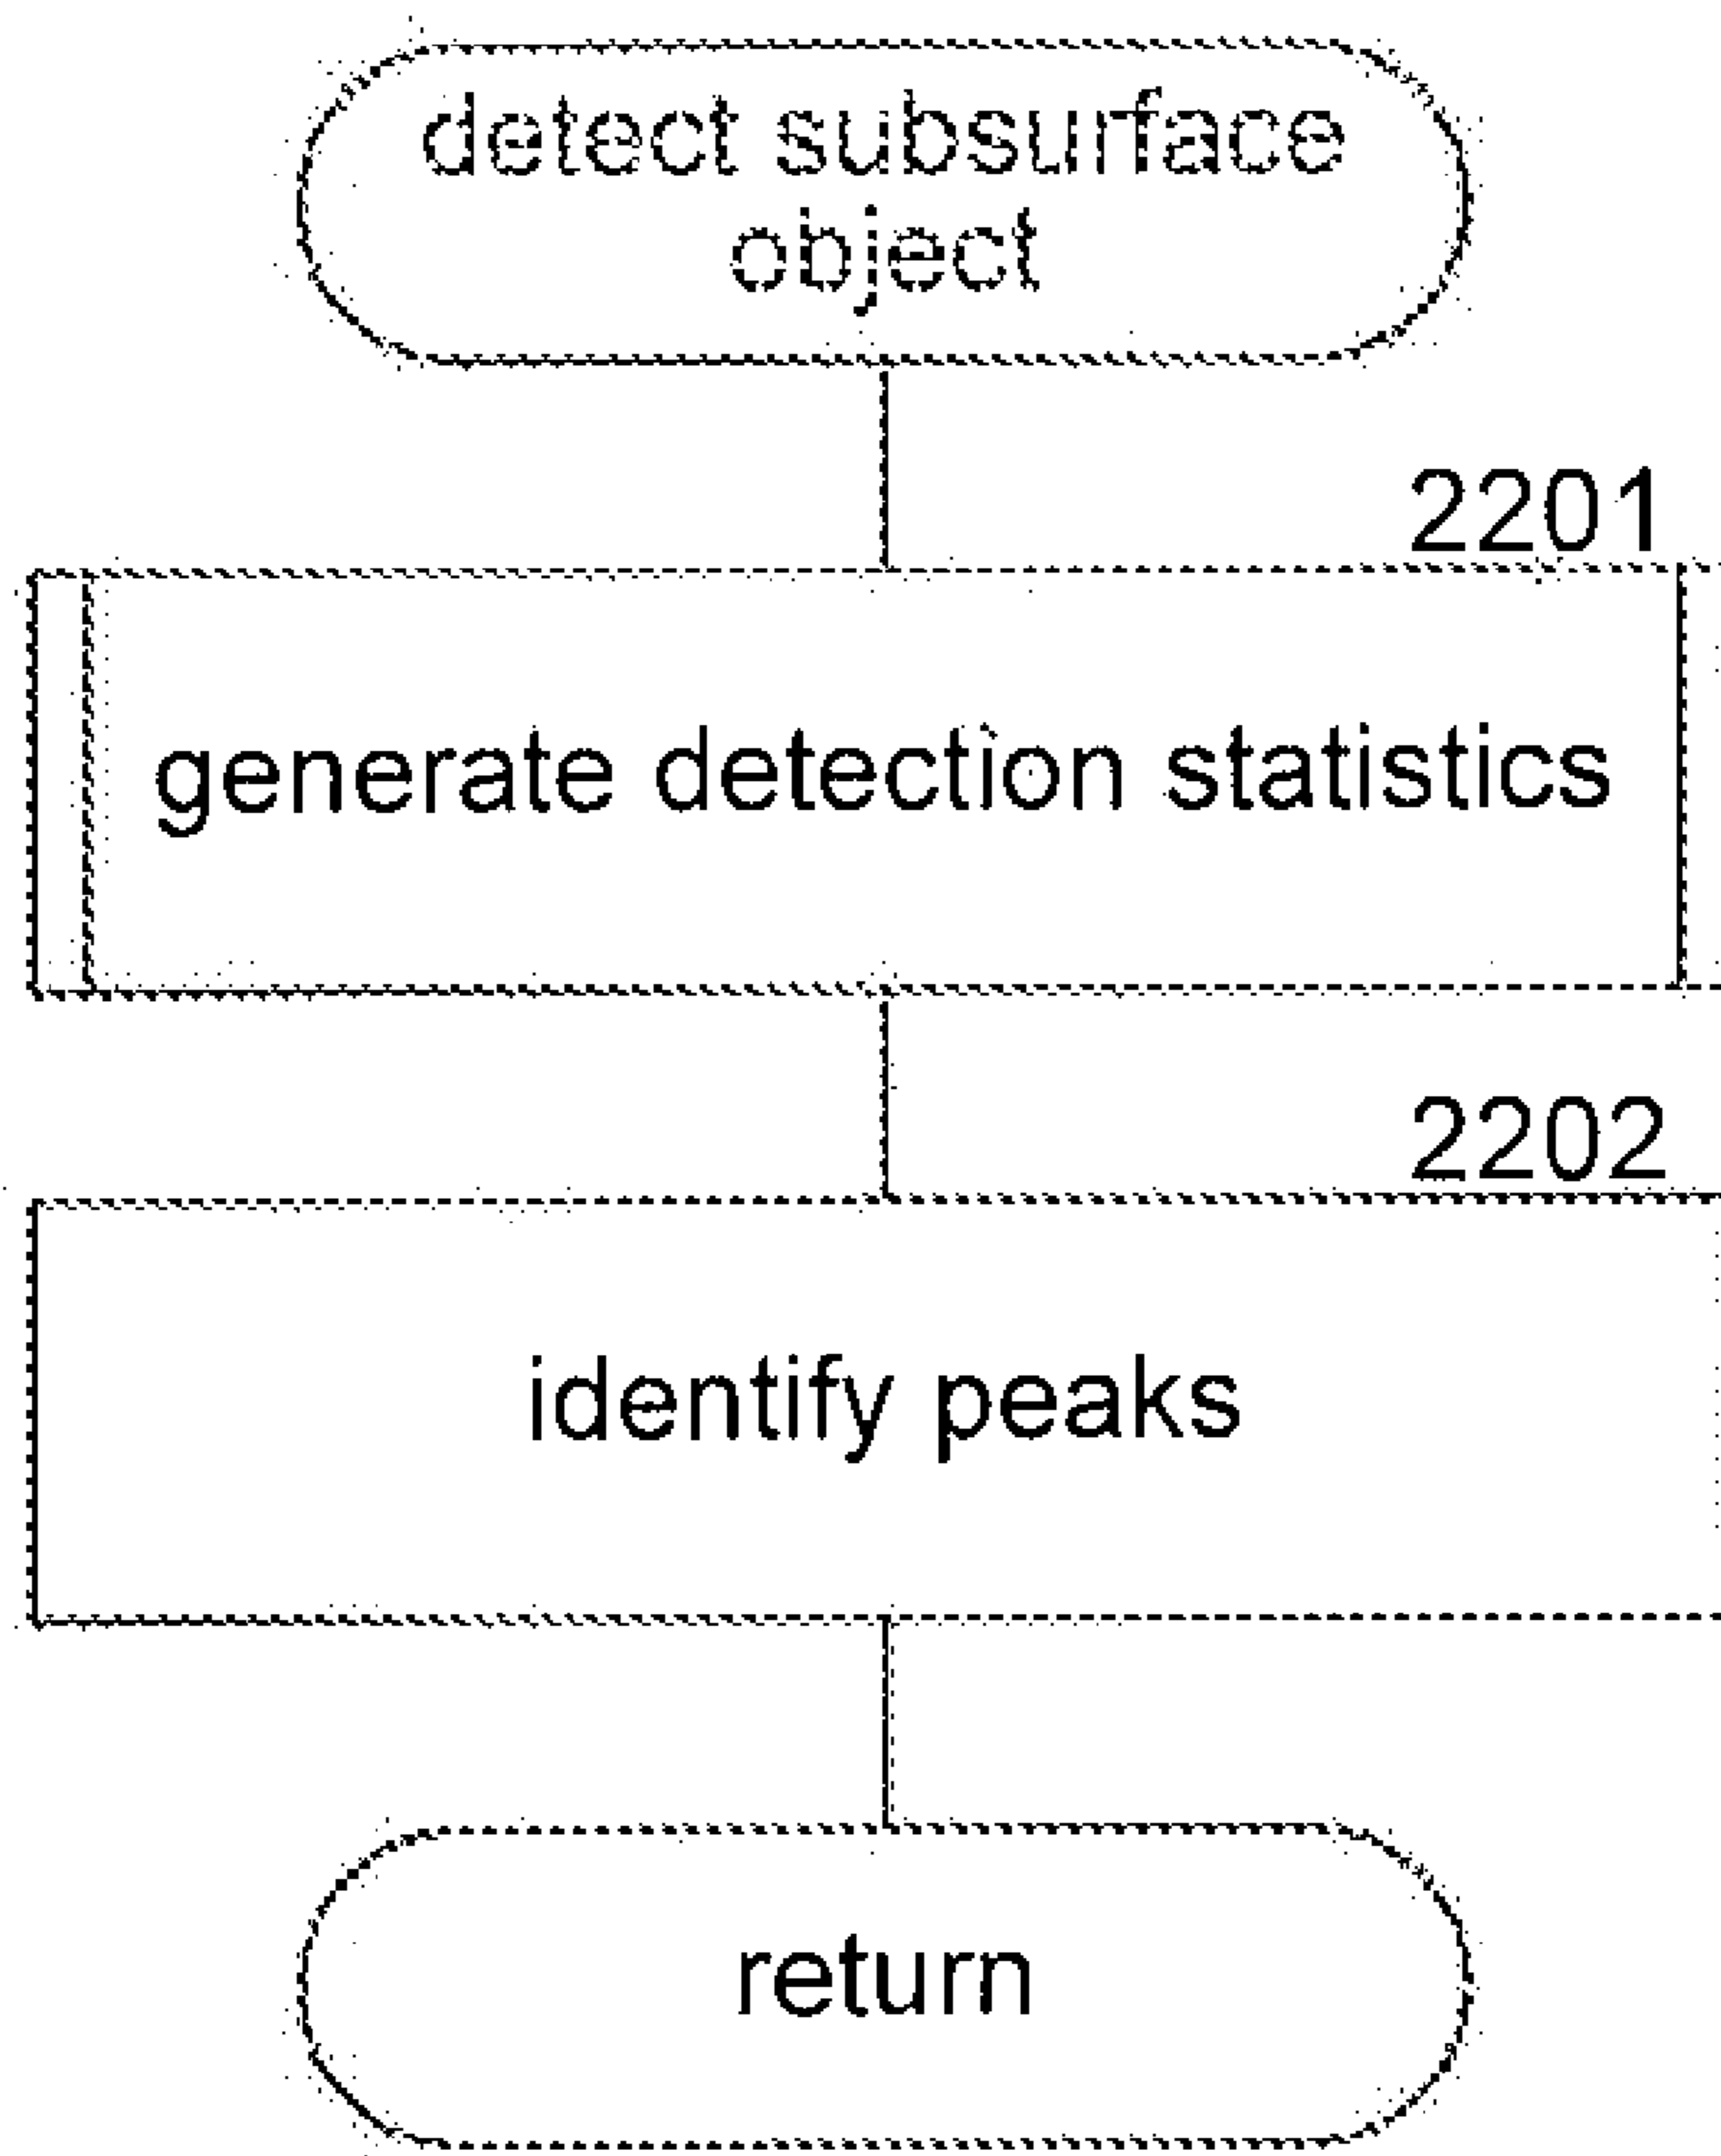 detect subsurface
object
2201
generate detection statistics
2202
identify peaks
return